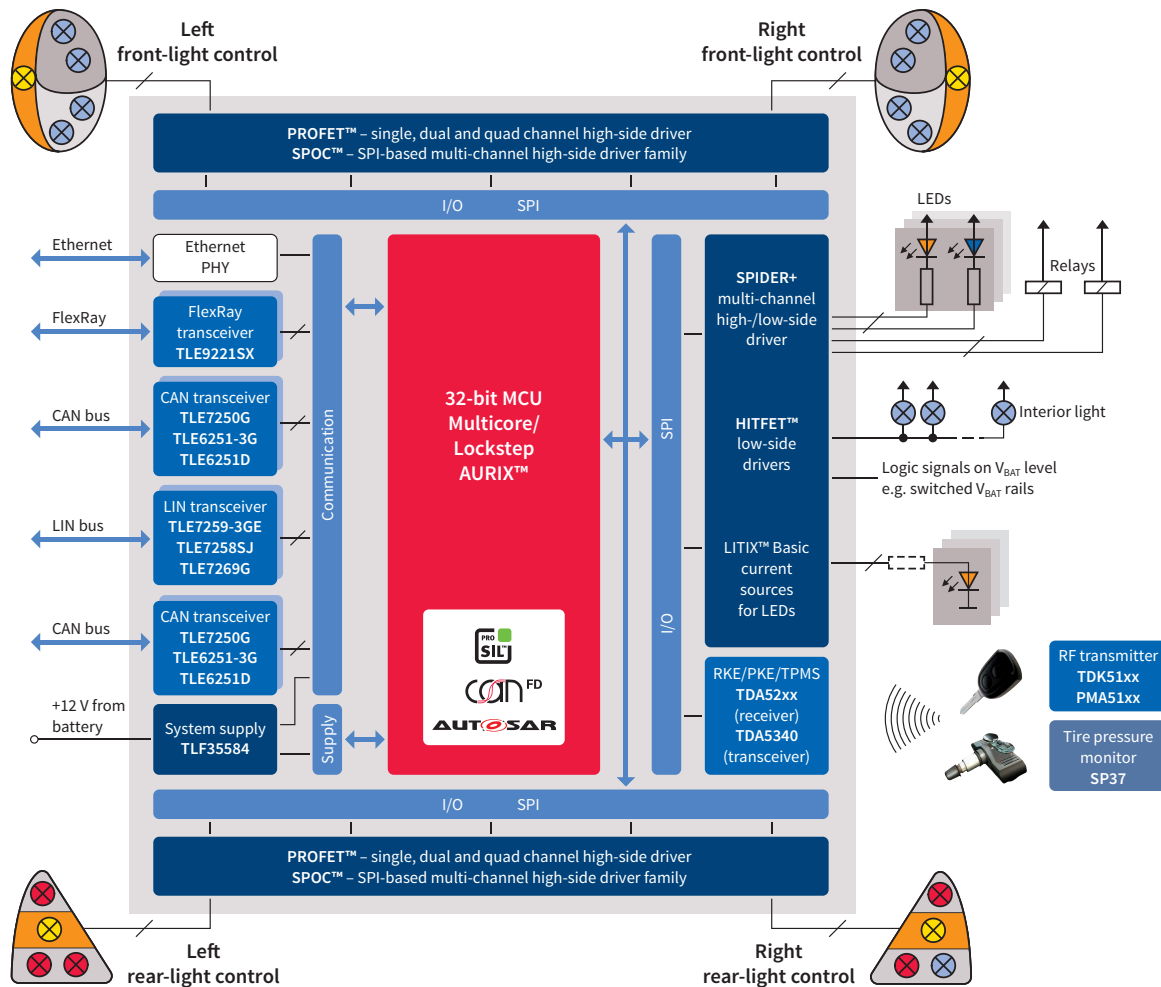 Left
front-light control
Right
front-light control
PROFET™ – single, dual and quad channel high-side driver
SPOC™ – SPI-based multi-channel high-side driver family
I/O SPI
Ethernet
Ethernet
PHY
FlexRay
FlexRay
transceiver
TLE9221SX
CAN bus
CAN transceiver
TLE7250G
TLE6251-3G
TLE6251D
LIN bus
LIN transceiver
TLE7259-3GE
TLE7258SJ
TLE7269G
CAN bus
CAN transceiver
TLE7250G
TLE6251-3G
TLE6251D
+12 V from
battery
System supply
TLF35584
Communication
Supply
32-bit MCU
Multicore/
Lockstep
AURIX™
PRO
SIL™
CAN FD
AUTOSAR
SPI
I/O
SPIDER+
multi-channel
high-/low-side
driver
HITFET™
low-side
drivers
LITIX™ Basic
current
sources
for LEDs
RKE/PKE/TPMS
TDA52xx
(receiver)
TDA5340
(transceiver)
LEDs
Relays
Interior light
Logic signals on VBAT level
e.g. switched VBAT rails
RF transmitter
TDK51xx
PMA51xx
Tire pressure
monitor
SP37
I/O SPI
PROFET™ – single, dual and quad channel high-side driver
SPOC™ – SPI-based multi-channel high-side driver family
Left
rear-light control
Right
rear-light control